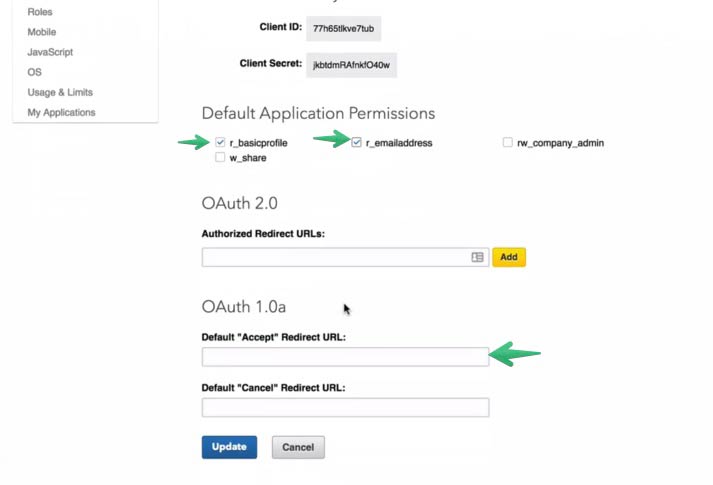 Roles
Mobile
JavaScript
OS
Usage & Limits
My Applications
Client ID: 77h65tlkve7tub
Client Secret: jkbtdmRAfnkfO40w
Default Application Permissions
r_basicprofile r_emailaddress rw_company_admin
w_share
OAuth 2.0
Authorized Redirect URLs:
Add
OAuth 1.0a
Default "Accept" Redirect URL:
Default "Cancel" Redirect URL:
Update Cancel